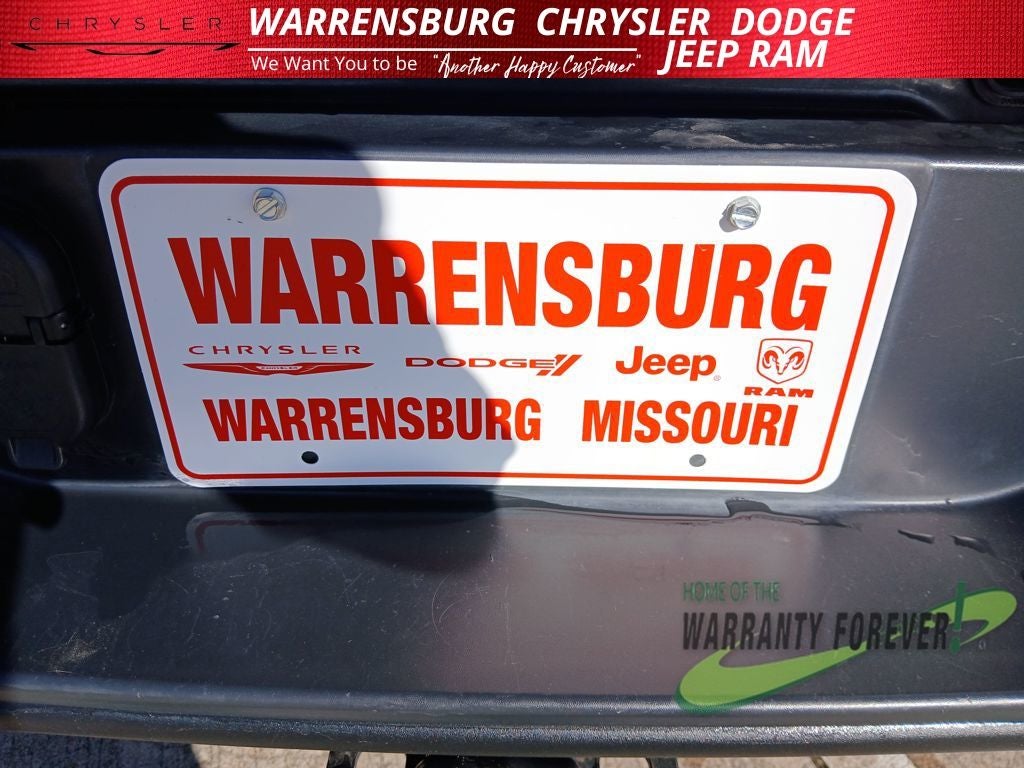 CHRYSLER
WARRENSBURG CHRYSLER DODGE
JEEP RAM
We Want You to be "Another Happy Customer"
WARRENSBURG
CHRYSLER DODGE Jeep RAM
WARRENSBURG MISSOURI
HOME OF THE
WARRANTY FOREVER!